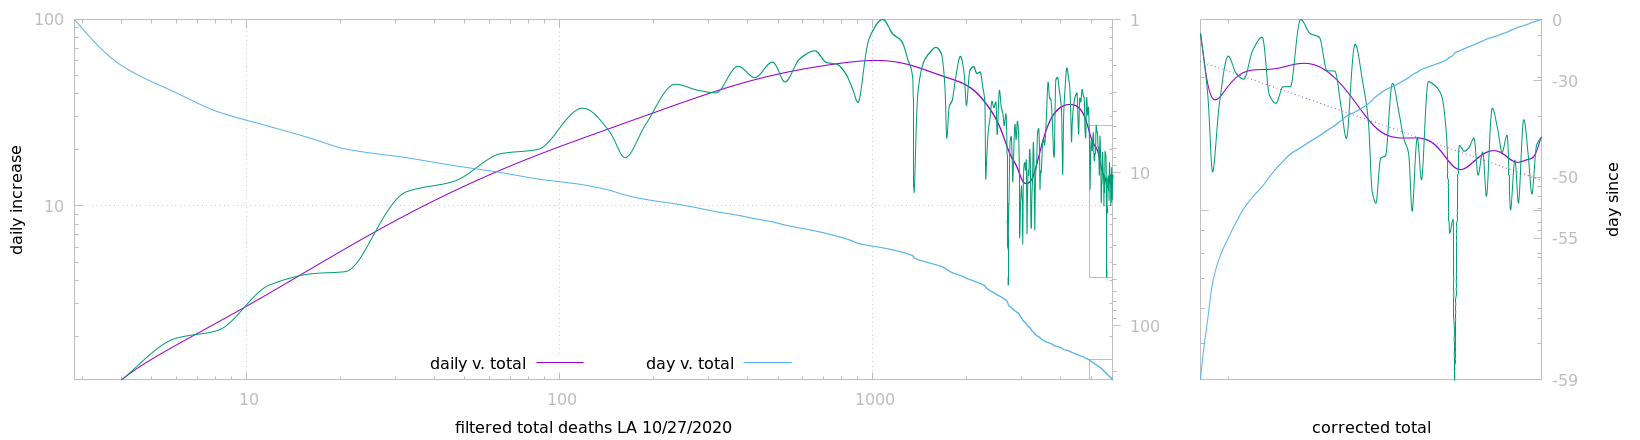 100
10
daily increase
10
100
1000
1
10
100
daily v. total
day v. total
filtered total deaths LA 10/27/2020
0
-30
-50
-55
-59
day since
corrected total